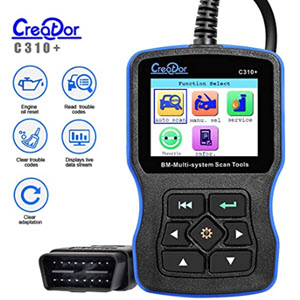 CreaDor
C310+
Engine
oil reset
Read trouble
codes
Clear trouble
codes
Displays live
data stream
Clear
adaptation
CreaDor
C310+
Function Select
auto scan
manu. sel
service
infor.
BM-Multi-system Scan Tools